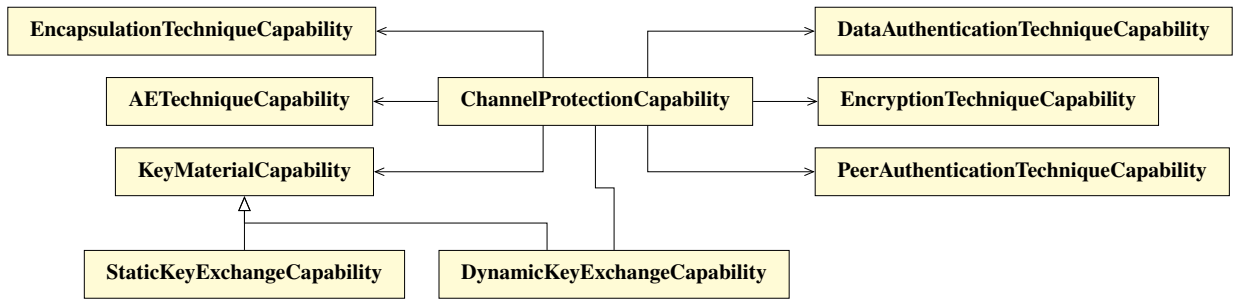 EncapsulationTechniqueCapability
DataAuthenticationTechniqueCapability
AETechniqueCapability
ChannelProtectionCapability
EncryptionTechniqueCapability
KeyMaterialCapability
PeerAuthenticationTechniqueCapability
StaticKeyExchangeCapability
DynamicKeyExchangeCapability